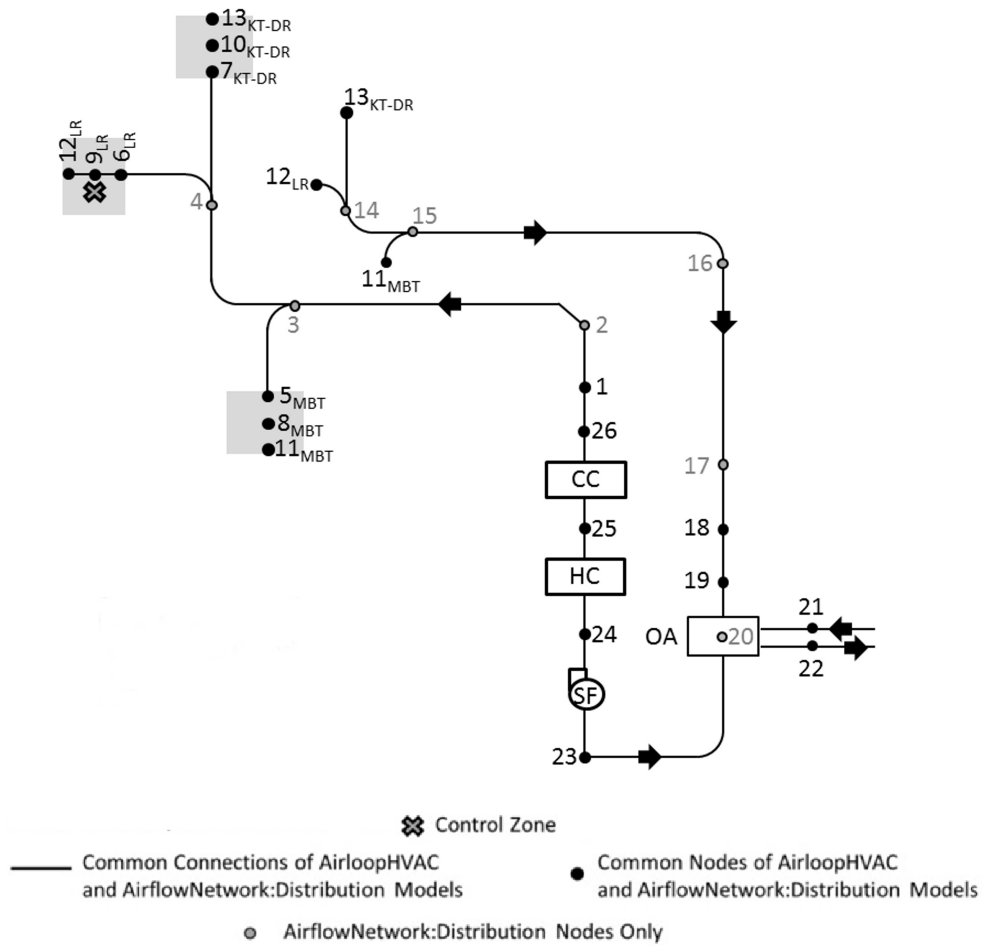 13KT-DR
10KT-DR
7KT-DR
13KT-DR
12LR
9LR
6LR
12LR
4
14
15
11MBT
16
3
2
1
5MBT
8MBT
11MBT
26
CC
25
17
18
HC
19
24
21
OA
20
22
SF
23
Control Zone
Common Connections of AirloopHVAC
and AirflowNetwork:Distribution Models
Common Nodes of AirloopHVAC
and AirflowNetwork:Distribution Models
AirflowNetwork:Distribution Nodes Only